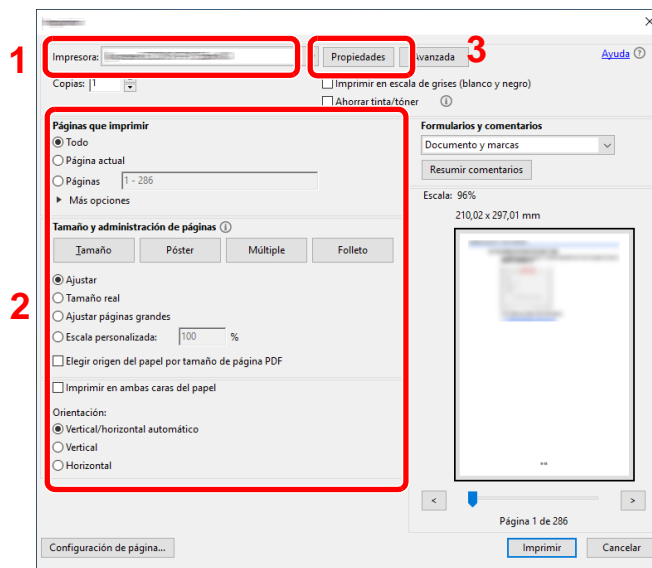 1
Impresora:
Propiedades
Avanzada
3
Ayuda
Copias: 1
Imprimir en escala de grises (blanco y negro)
Ahorrar tinta/tóner
Páginas que imprimir
Todo
Página actual
Páginas 1 - 286
Más opciones
Formularios y comentarios
Documento y marcas
Resumir comentarios
Escala: 96%
210,02 x 297,01 mm
2
Tamaño y administración de páginas
Tamaño Póster Múltiple Folleto
Ajustar
Tamaño real
Ajustar páginas grandes
Escala personalizada: 100 %
Elegir origen del papel por tamaño de página PDF
Imprimir en ambas caras del papel
Orientación:
Vertical/horizontal automático
Vertical
Horizontal
< >
Página 1 de 286
Configuración de página...
Imprimir
Cancelar